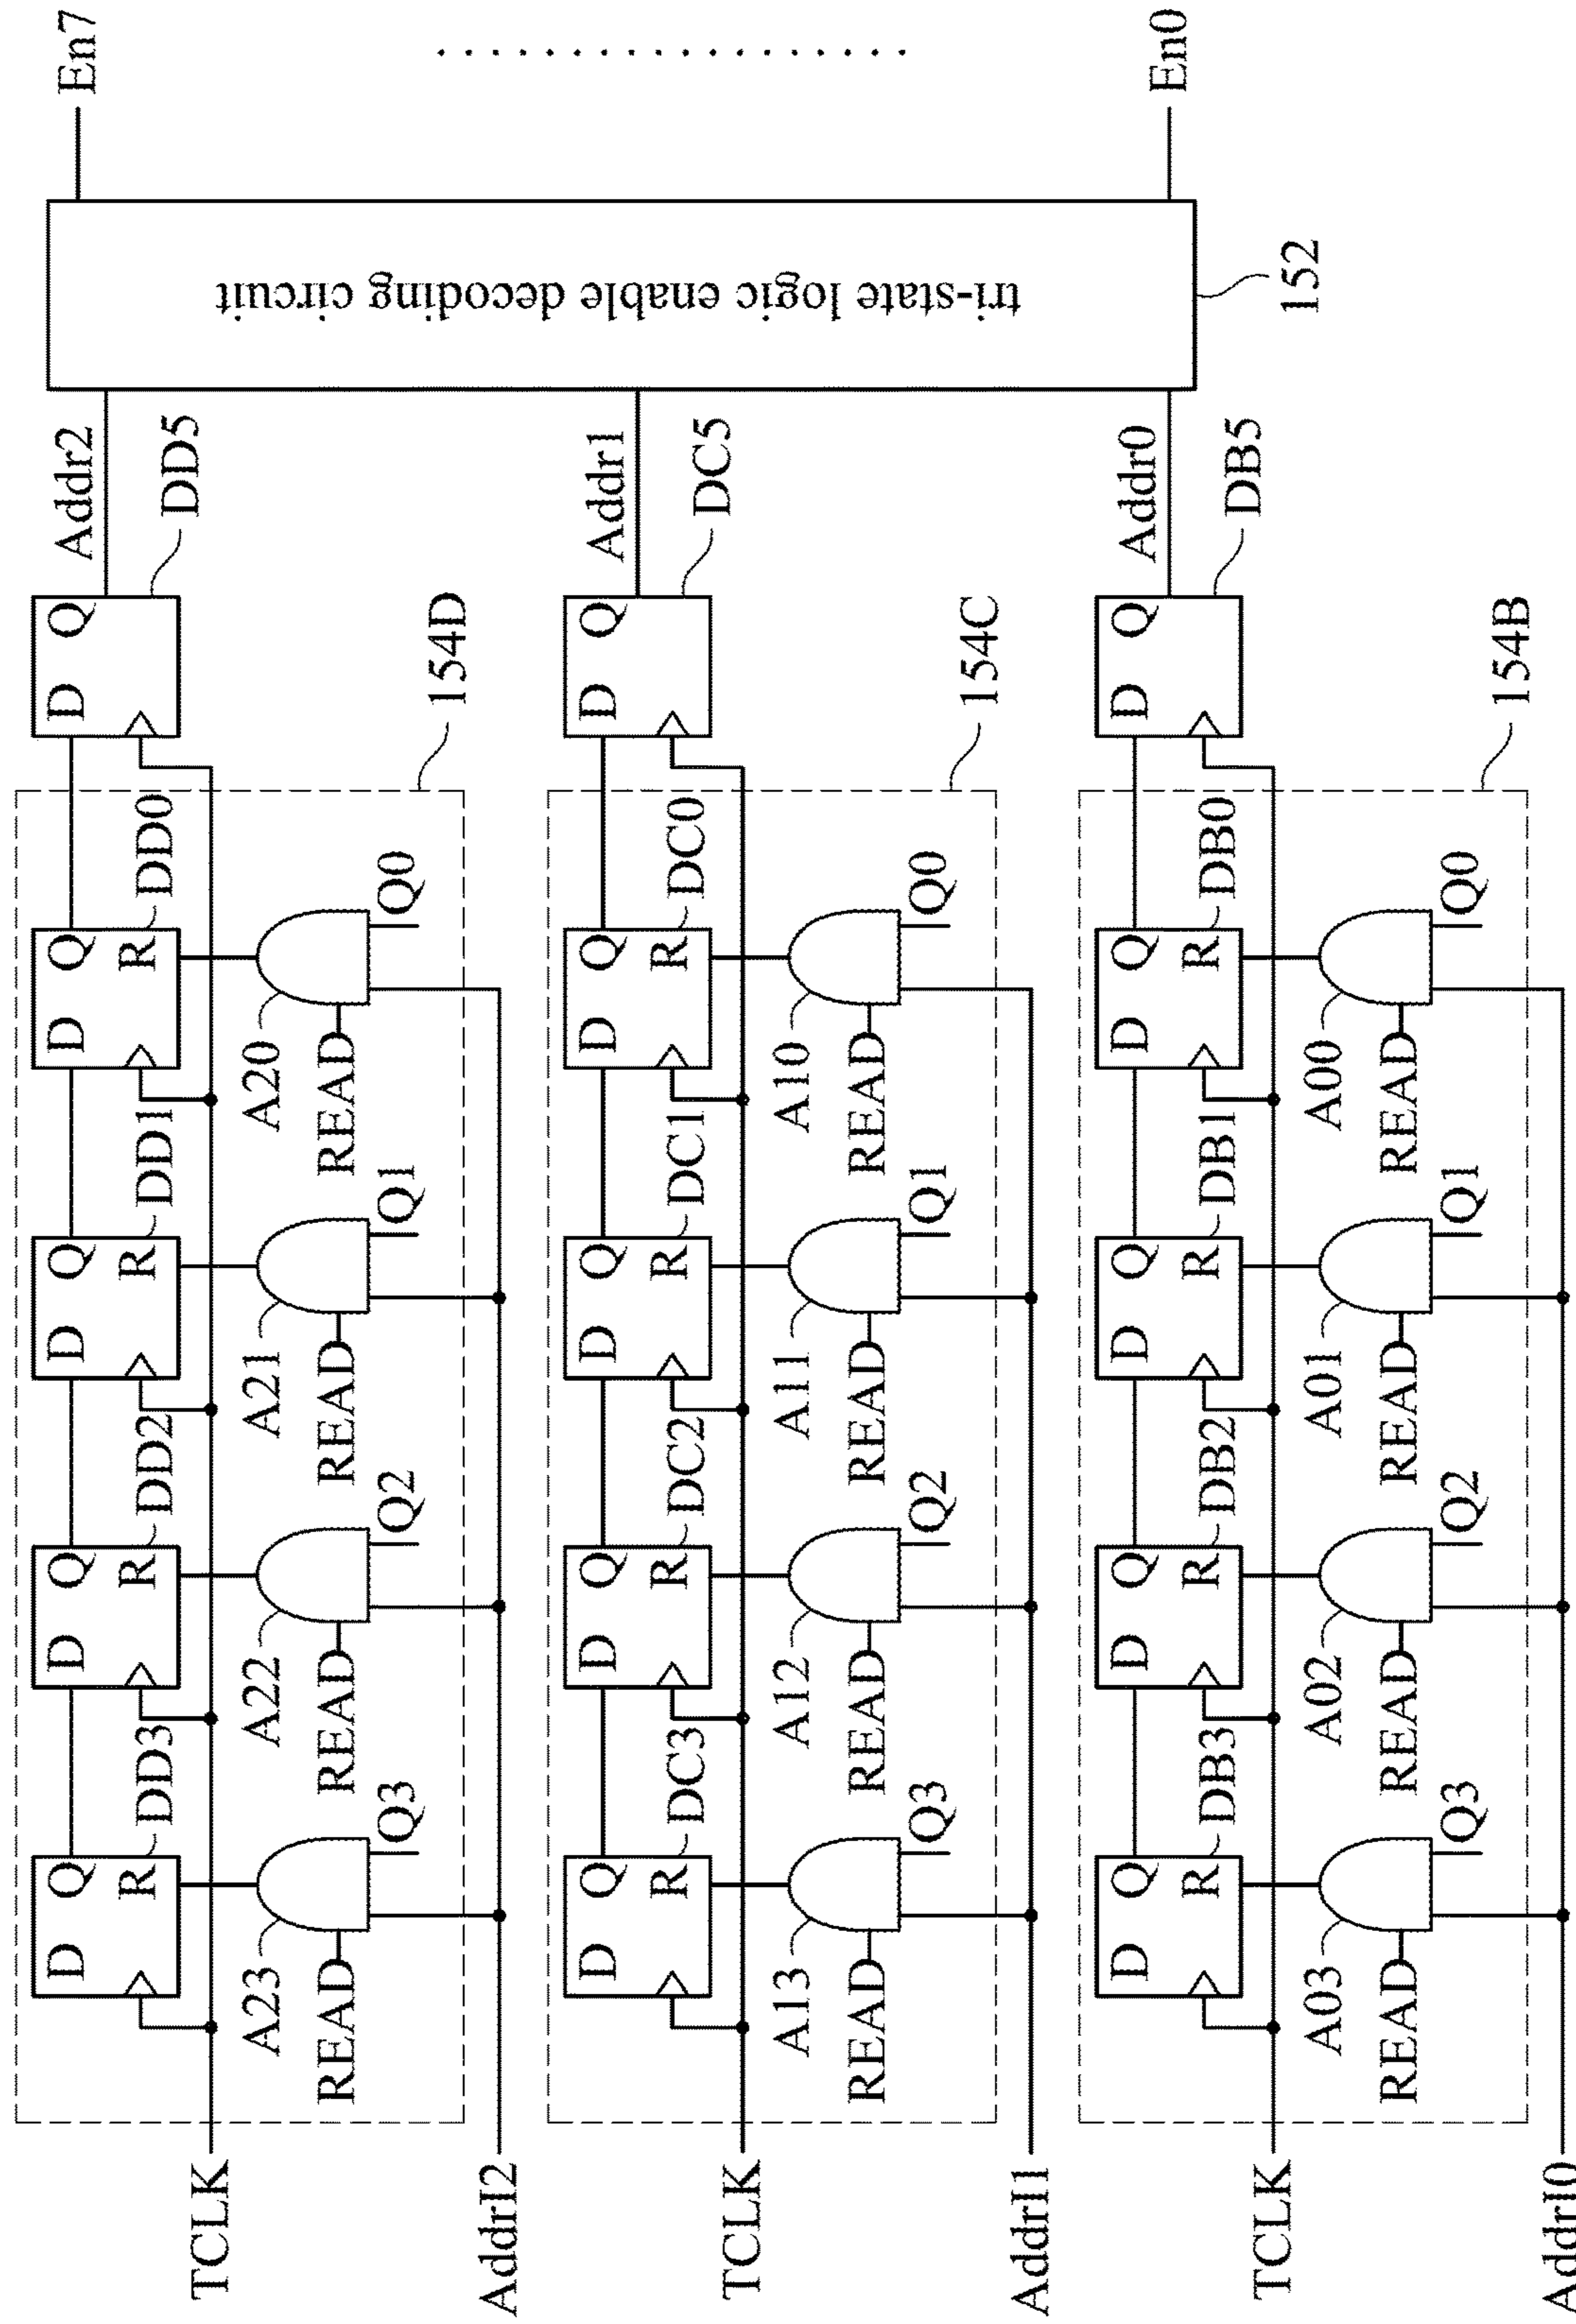 En7
En0
tri-state logic enable decoding circuit
152
Addr2
DD5
D Q
154D
D Q
R
DD0
D Q
R
DD1
D Q
R
DD2
D Q
R
DD3
A20
READ
Q0
A21
READ
Q1
A22
READ
Q2
A23
READ
Q3
TCLK
AddrI2
Addr1
DC5
D Q
154C
D Q
R
DC0
D Q
R
DC1
D Q
R
DC2
D Q
R
DC3
A10
READ
Q0
A11
READ
Q1
A12
READ
Q2
A13
READ
Q3
TCLK
AddrI1
Addr0
DB5
D Q
154B
D Q
R
DB0
D Q
R
DB1
D Q
R
DB2
D Q
R
DB3
A00
READ
Q0
A01
READ
Q1
A02
READ
Q2
A03
READ
Q3
TCLK
AddrI0